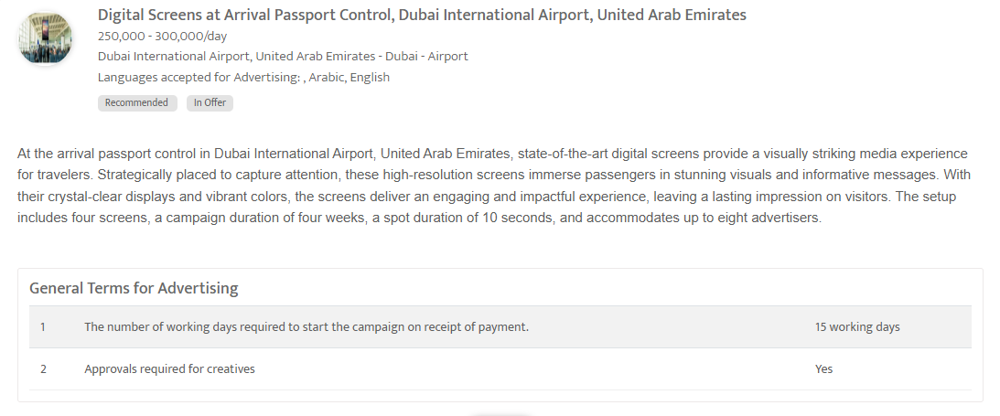 Digital Screens at Arrival Passport Control, Dubai International Airport, United Arab Emirates
250,000 - 300,000/day
Dubai International Airport, United Arab Emirates - Dubai - Airport
Languages accepted for Advertising: , Arabic, English
Recommended In Offer
At the arrival passport control in Dubai International Airport, United Arab Emirates, state-of-the-art digital screens provide a visually striking media experience
for travelers. Strategically placed to capture attention, these high-resolution screens immerse passengers in stunning visuals and informative messages. With
their crystal-clear displays and vibrant colors, the screens deliver an engaging and impactful experience, leaving a lasting impression on visitors. The setup
includes four screens, a campaign duration of four weeks, a spot duration of 10 seconds, and accommodates up to eight advertisers.
General Terms for Advertising
1 The number of working days required to start the campaign on receipt of payment. 15 working days
2 Approvals required for creatives Yes